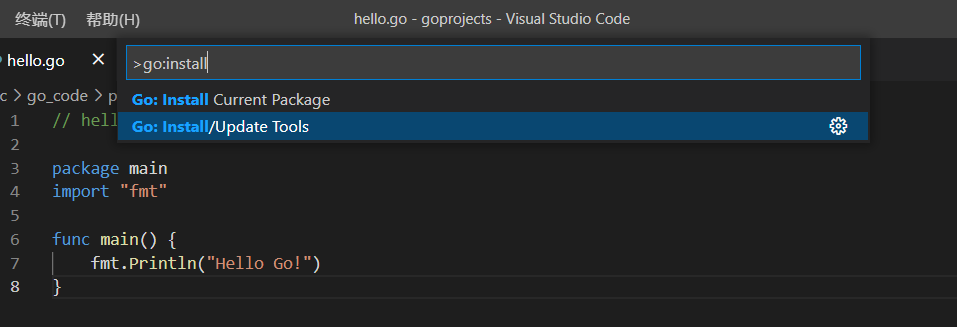 终端(T) 帮助(H) hello.go - goprojects - Visual Studio Code
hello.go ×
>go:install
Go: Install Current Package
Go: Install/Update Tools
c > go_code > p
1 // hell
2
3 package main
4 import "fmt"
5
6 func main() {
7 fmt.Println("Hello Go!")
8 }